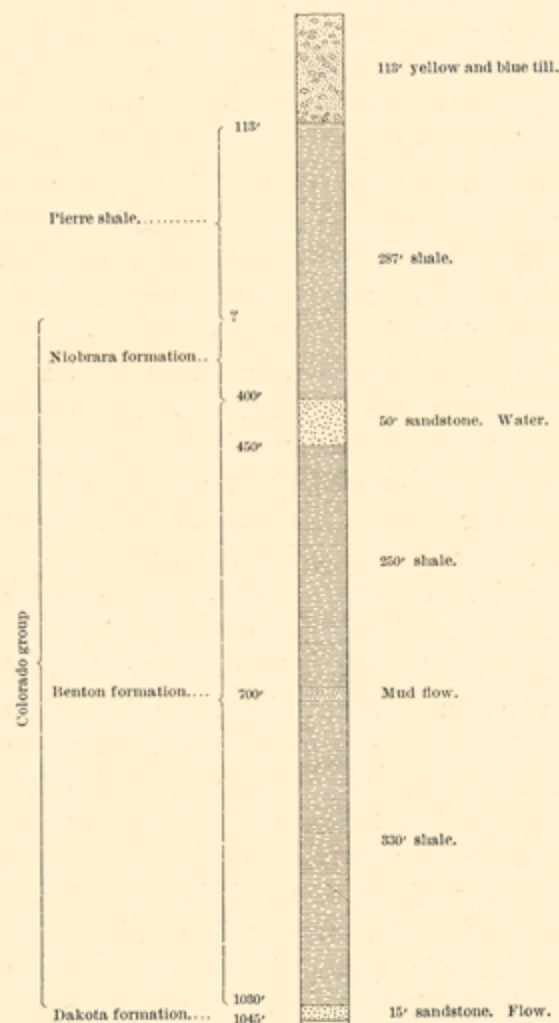 113' yellow and blue till.
113'
Pierre shale..........
287' shale.
?
Niobrara formation..
400'
50' sandstone. Water.
450'
250' shale.
Colorado group
Benton formation....
700'
Mud flow.
330' shale.
1030'
Dakota formation....
1045'
15' sandstone. Flow.